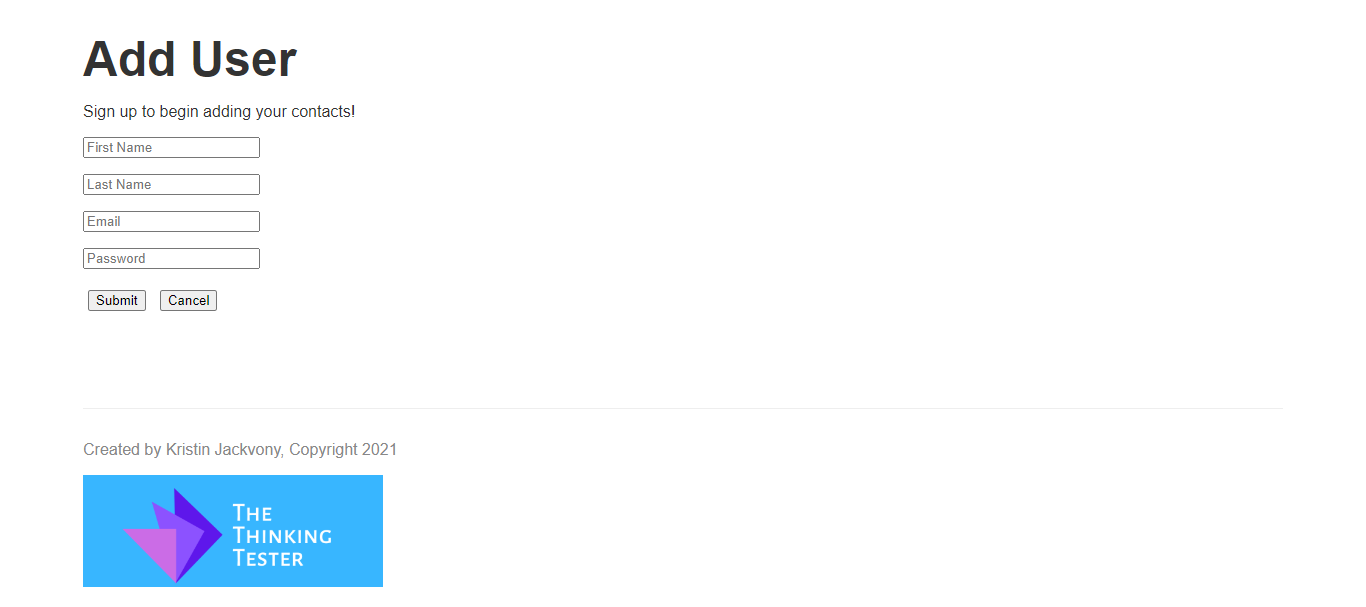 Add User
Sign up to begin adding your contacts!
First Name
Last Name
Email
Password
Submit Cancel
Created by Kristin Jackvony, Copyright 2021
The
Thinking
Tester